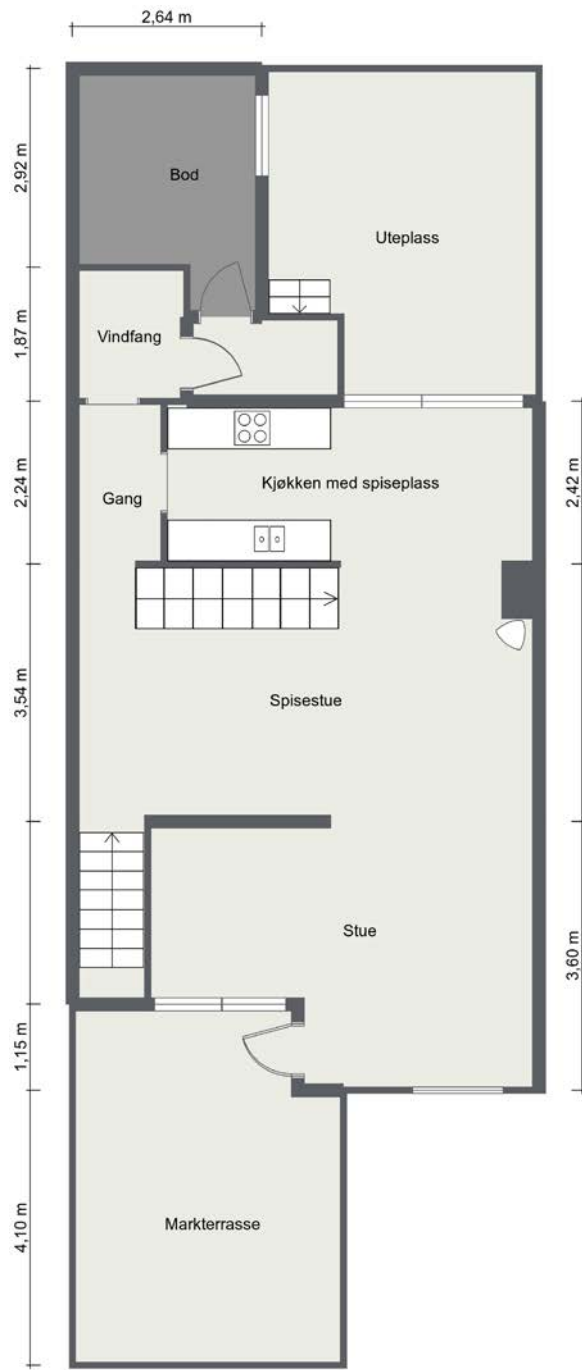 2,64 m
2,92 m
Bod
Uteplass
1,87 m
Vindfang
2,24 m
Gang
Kjøkken med spiseplass
2,42 m
3,54 m
Spisestue
Stue
3,60 m
1,15 m
4,10 m
Markterrasse